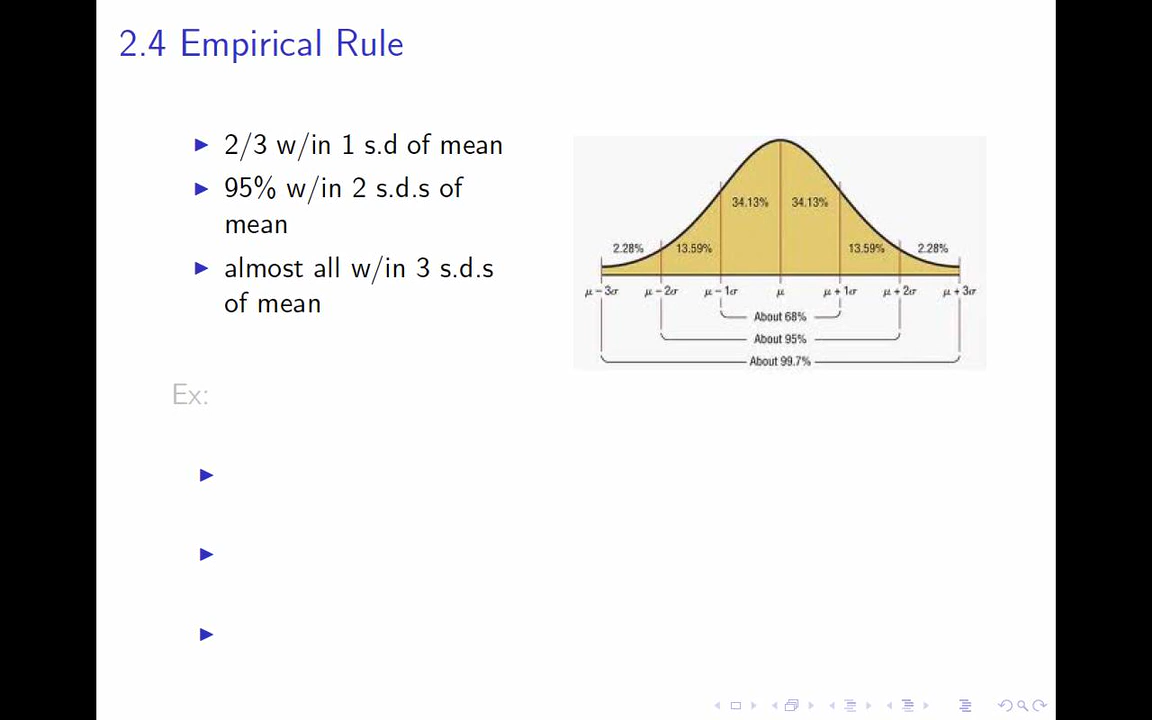 2.4 Empirical Rule
2/3 w/in 1 s.d of mean
95% w/in 2 s.d.s of
mean
almost all w/in 3 s.d.s
of mean
34.13% 34.13%
2.28% 13.59% 13.59% 2.28%
μ − 3σ μ − 2σ μ − 1σ μ μ + 1σ μ + 2σ μ + 3σ
About 68%
About 95%
About 99.7%
Ex: